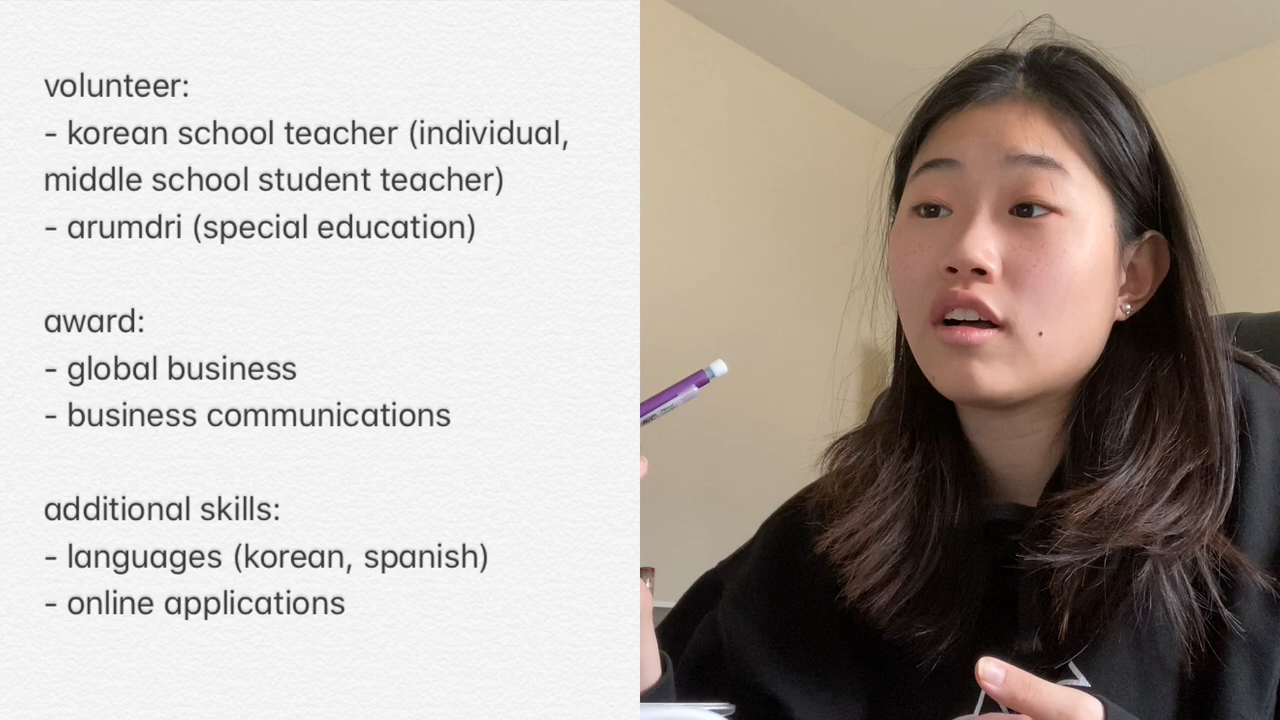 volunteer:
- korean school teacher (individual,
middle school student teacher)
- arumdri (special education)
award:
- global business
- business communications
additional skills:
- languages (korean, spanish)
- online applications